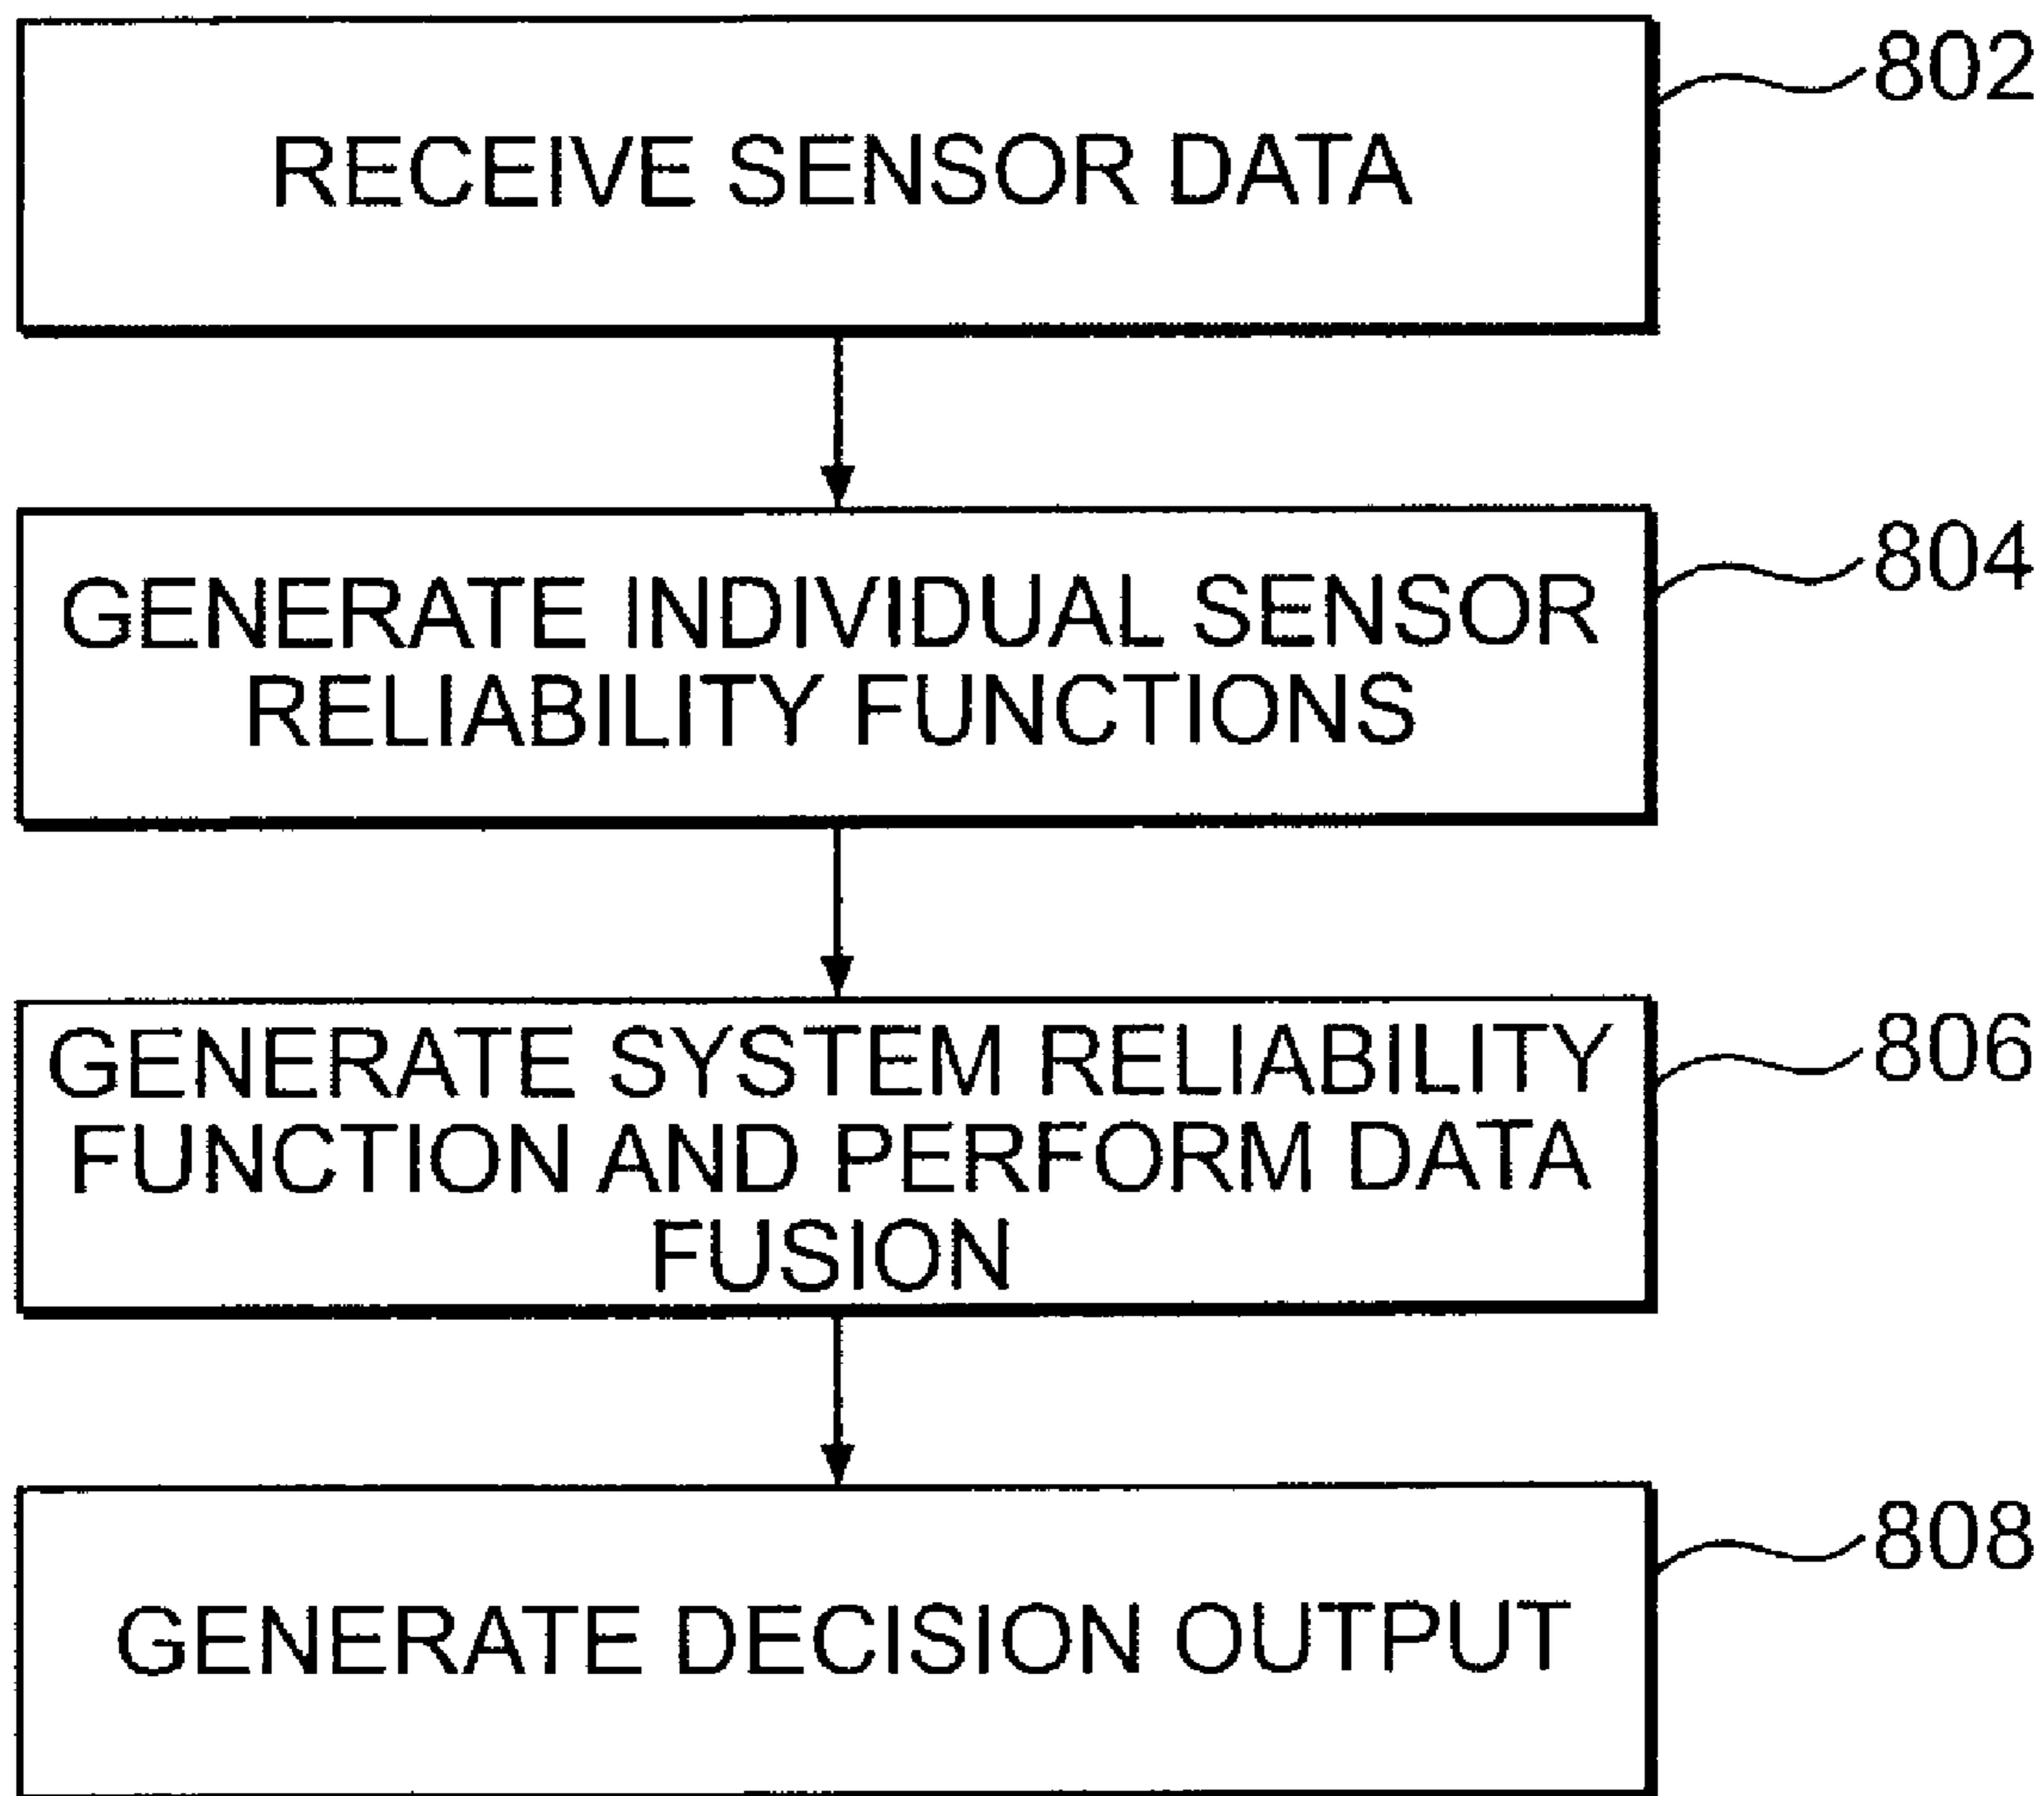 802
RECEIVE SENSOR DATA
804
GENERATE INDIVIDUAL SENSOR
RELIABILITY FUNCTIONS
806
GENERATE SYSTEM RELIABILITY
FUNCTION AND PERFORM DATA
FUSION
808
GENERATE DECISION OUTPUT